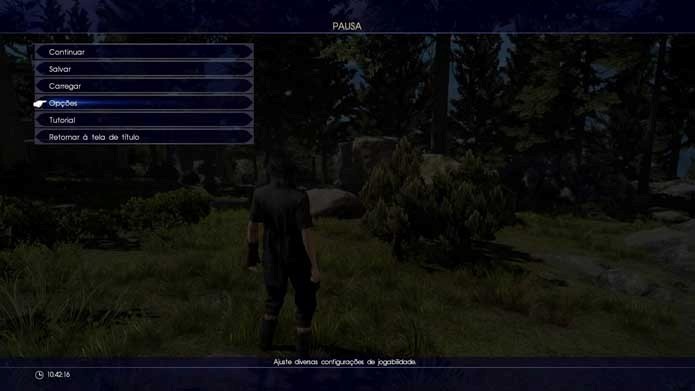 PAUSA
Continuar
Salvar
Carregar
Opções
Tutorial
Retornar à tela de título
Ajuste diversas configurações de jogabilidade.
10:42:16